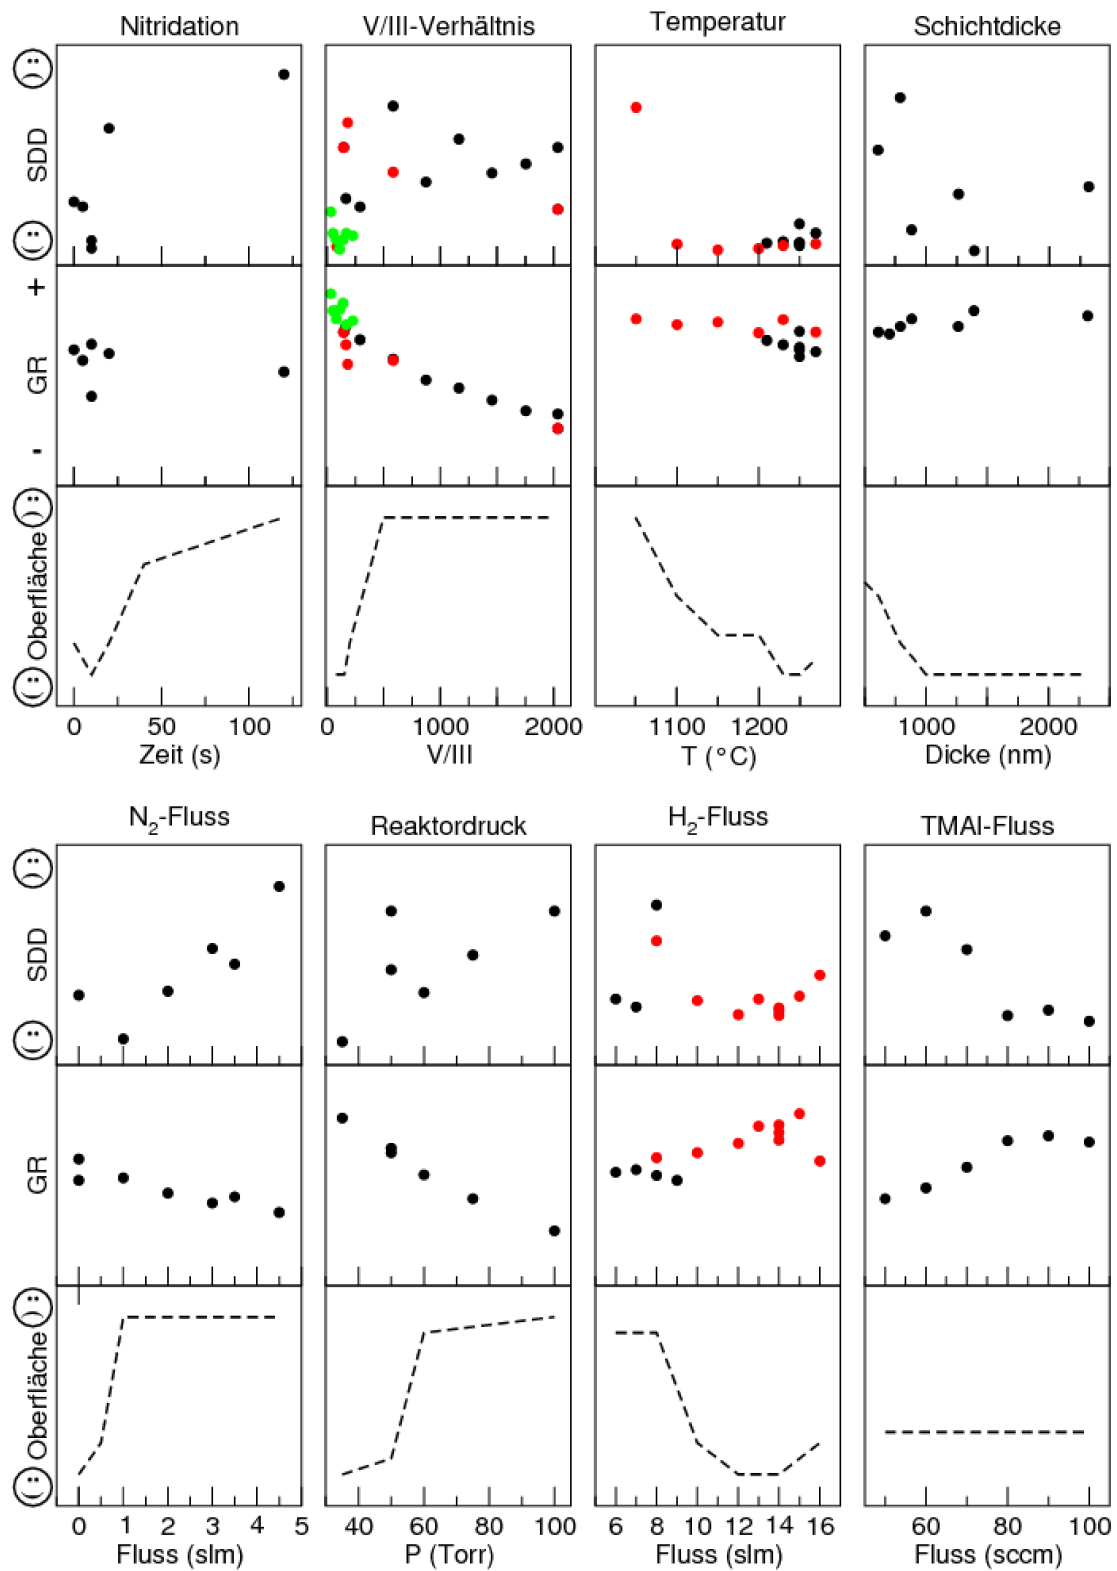 Nitridation V/III-Verhältnis Temperatur Schichtdicke
SDD
(: ):
GR
- +
(: Oberfläche ):
0 50 100 0 1000 2000 1100 1200 1000 2000
Zeit (s) V/III T (°C) Dicke (nm)
N₂-Fluss Reaktordruck H₂-Fluss TMAl-Fluss
(: SDD ):
GR
(: Oberfläche ):
0 1 2 3 4 5 40 60 80 100 6 8 10 12 14 16 60 80 100
Fluss (slm) P (Torr) Fluss (slm) Fluss (sccm)